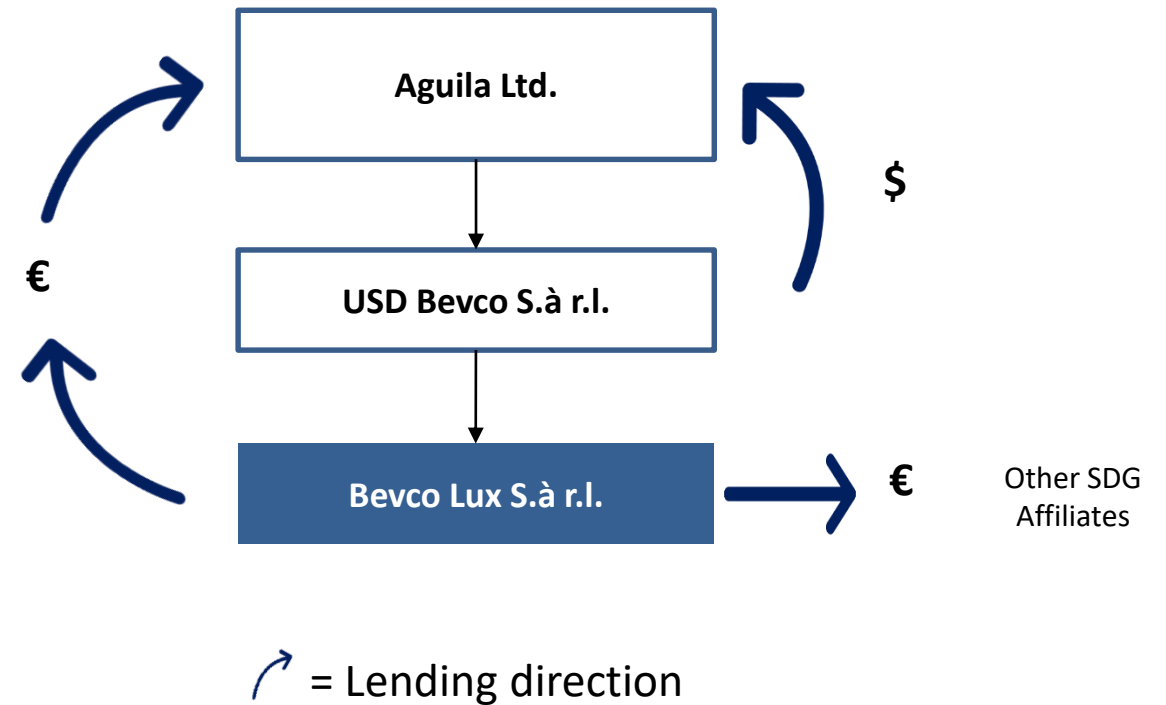 Aguila Ltd.
$
€
USD Bevco S.à r.l.
Bevco Lux S.à r.l.
€
Other SDG
Affiliates
= Lending direction